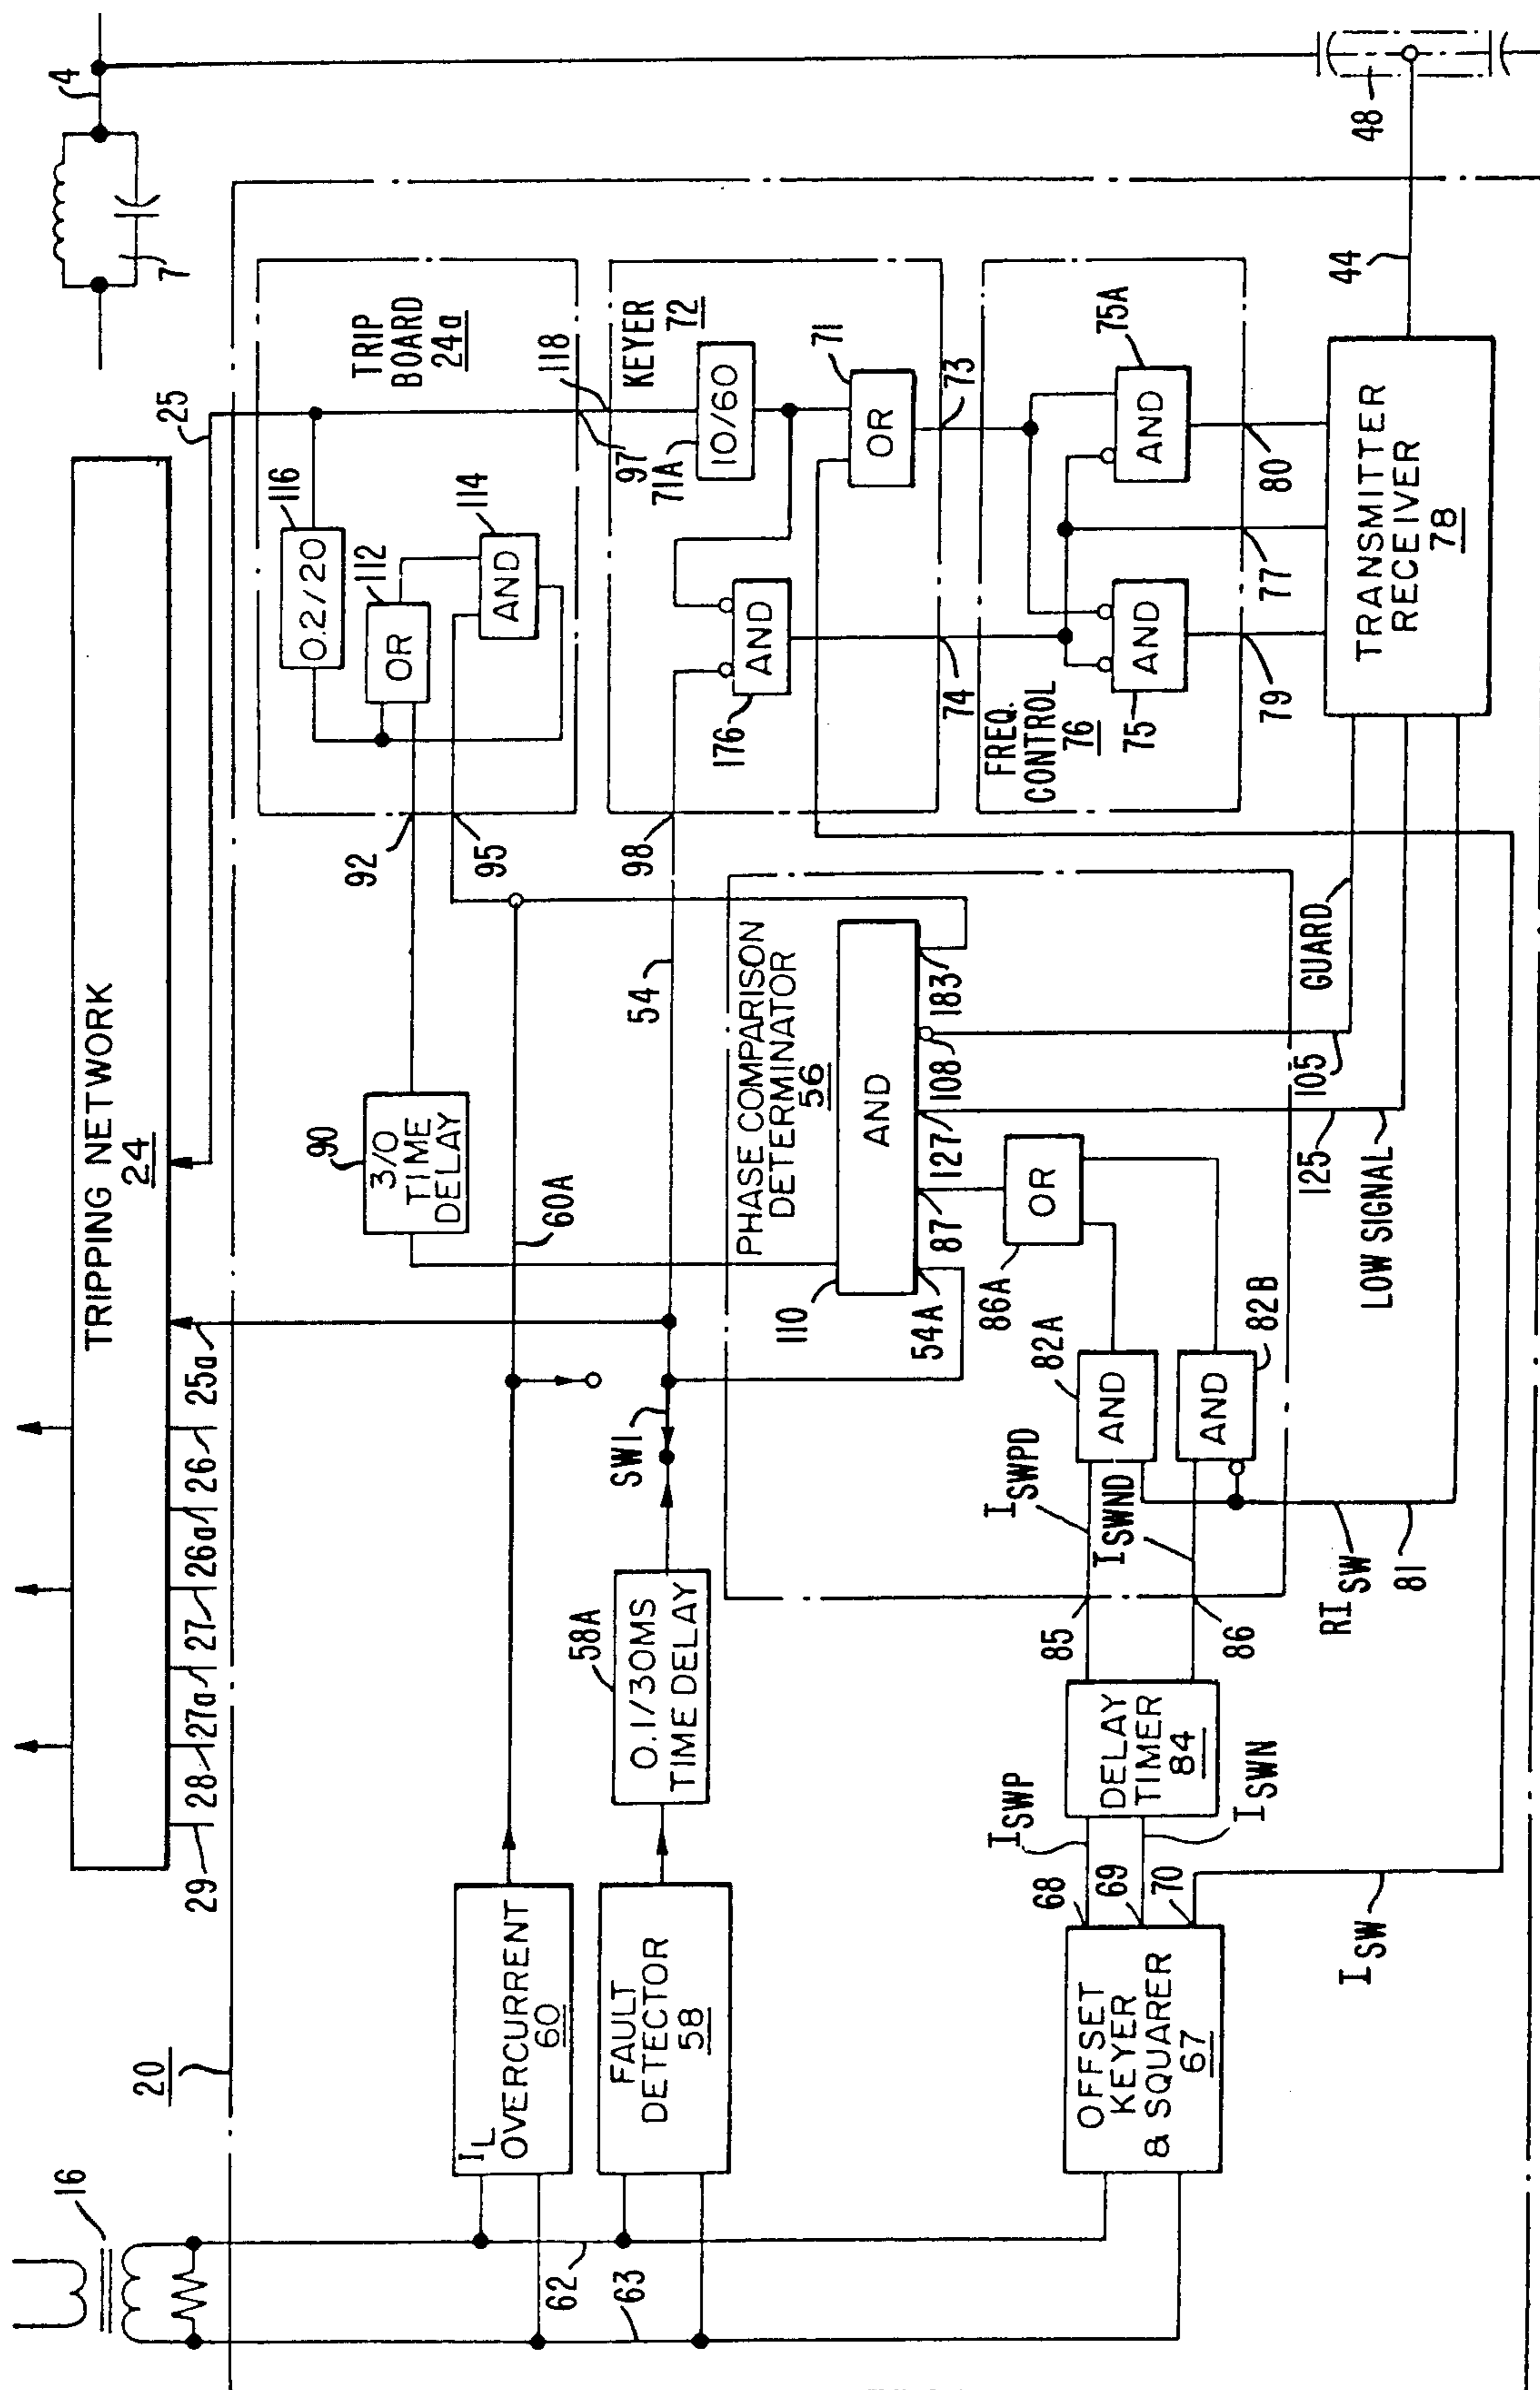 16
20
62
63
I_L
OVERCURRENT
60
FAULT
DETECTOR
58
OFFSET
KEYER
& SQUARER
67
68
69
70
I_SWP
I_SWN
I_SW
DELAY
TIMER
84
85
86
I_SWPD
I_SWND
RI_SW
81
58A
0.1/30MS
TIME DELAY
SW1
TRIPPING NETWORK
24
29
28
27a
27
26a
26
25a
25
60A
54
90
3/0
TIME
DELAY
PHASE COMPARISON
DETERMINATOR
56
110
AND
54A
87
127
108
183
86A
OR
82A
AND
82B
AND
125
LOW SIGNAL
105
GUARD
92
95
98
TRIP
BOARD
24a
116
0.2/20
112
OR
114
AND
118
97
KEYER
72
71A
10/60
71
OR
176
AND
73
74
FREQ.
CONTROL
76
75
AND
75A
AND
79
77
80
TRANSMITTER
RECEIVER
78
44
48
4
7